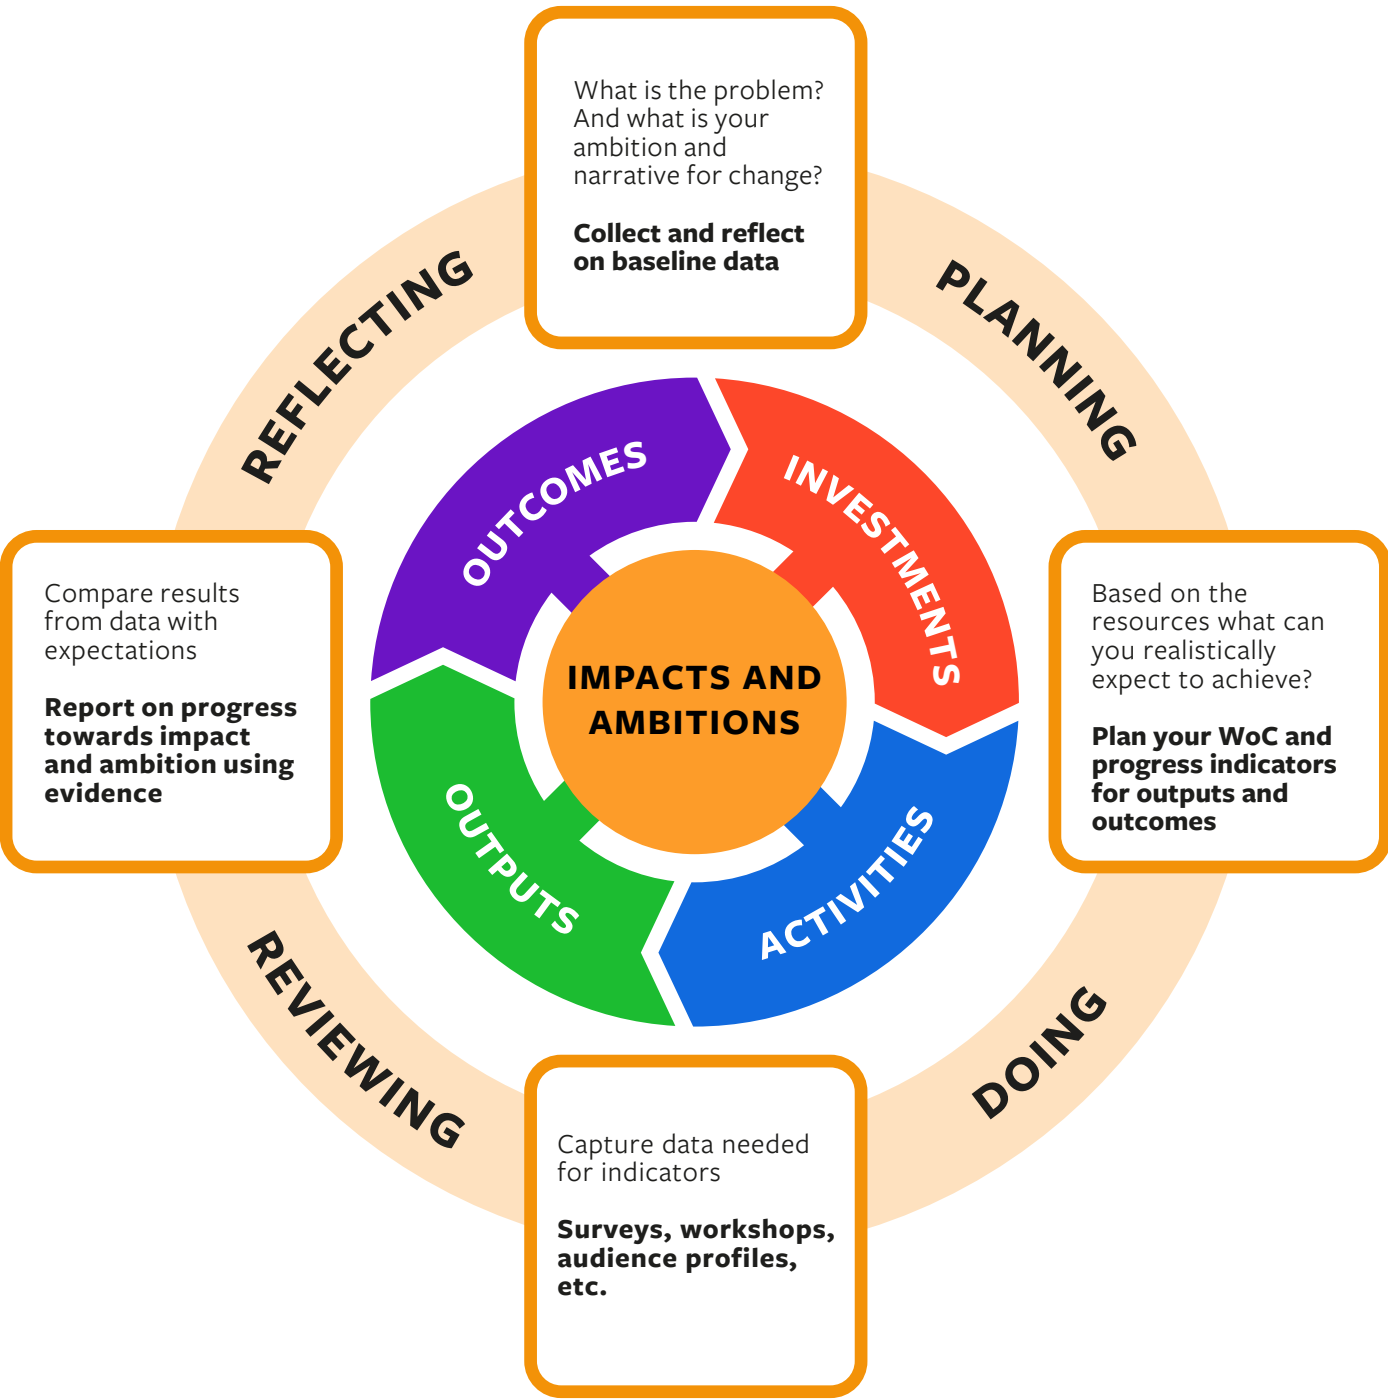 What is the problem?
And what is your
ambition and
narrative for change?
Collect and reflect
on baseline data
REFLECTING
PLANNING
OUTCOMES
INVESTMENTS
Compare results
from data with
expectations
Report on progress
towards impact
and ambition using
evidence
IMPACTS AND
AMBITIONS
Based on the
resources what can
you realistically
expect to achieve?
Plan your WoC and
progress indicators
for outputs and
outcomes
OUTPUTS
ACTIVITIES
REVIEWING
DOING
Capture data needed
for indicators
Surveys, workshops,
audience profiles,
etc.